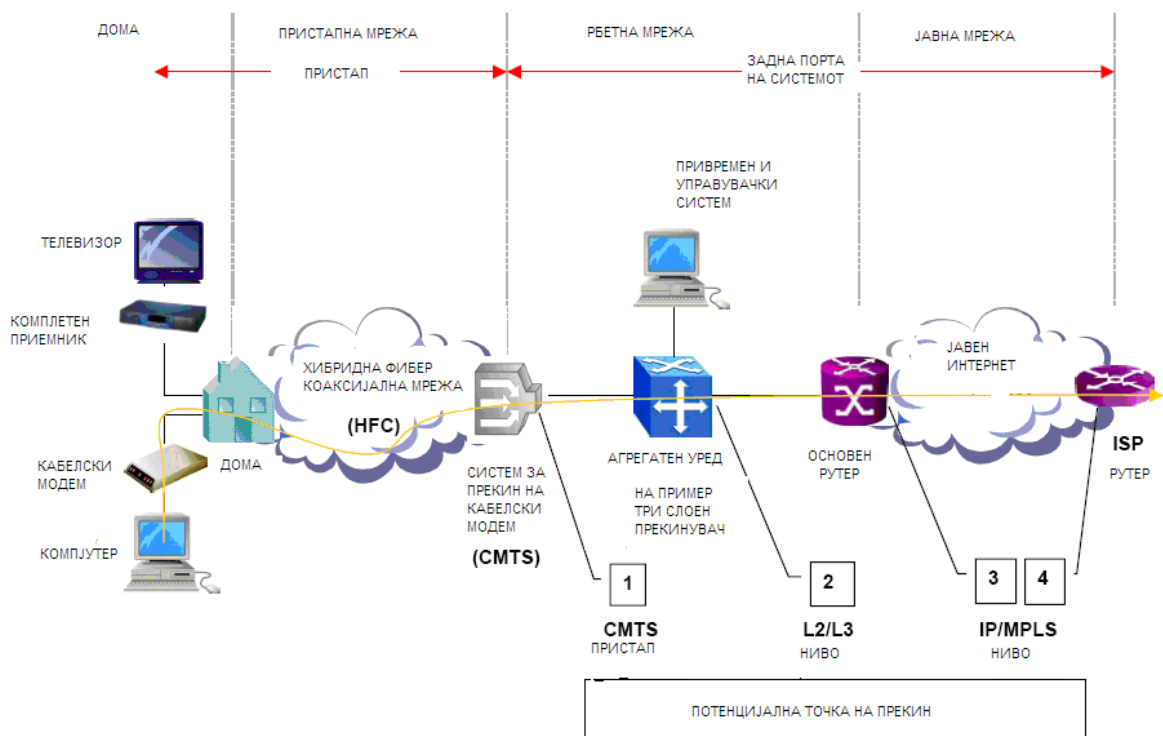 ДОМА
ПРИСТАПНА МРЕЖА
РБЕТНА МРЕЖА
ЈАВНА МРЕЖА
ПРИСТАП
ЗАДНА ПОРТА
НА СИСТЕМОТ
ПРИВРЕМЕН И
УПРАВУВАЧКИ
СИСТЕМ
ТЕЛЕВИЗОР
КОМПЛЕТЕН
ПРИЕМНИК
ХИБРИДНА ФИБЕР
КОАКСИЈАЛНА МРЕЖА
(HFC)
ЈАВЕН
ИНТЕРНЕТ
ДОМА
СИСТЕМ ЗА
ПРЕКИН НА
КАБЕЛСКИ
МОДЕМ
(CMTS)
АГРЕГАТЕН УРЕД
НА ПРИМЕР
ТРИ СЛОЕН
ПРЕКИНУВАЧ
ОСНОВЕН
РУТЕР
ISP
РУТЕР
КАБЕЛСКИ
МОДЕМ
КОМПЈУТЕР
1
2
3
4
CMTS
ПРИСТАП
L2/L3
НИВО
IP/MPLS
НИВО
ПОТЕНЦИЈАЛНА ТОЧКА НА ПРЕКИН